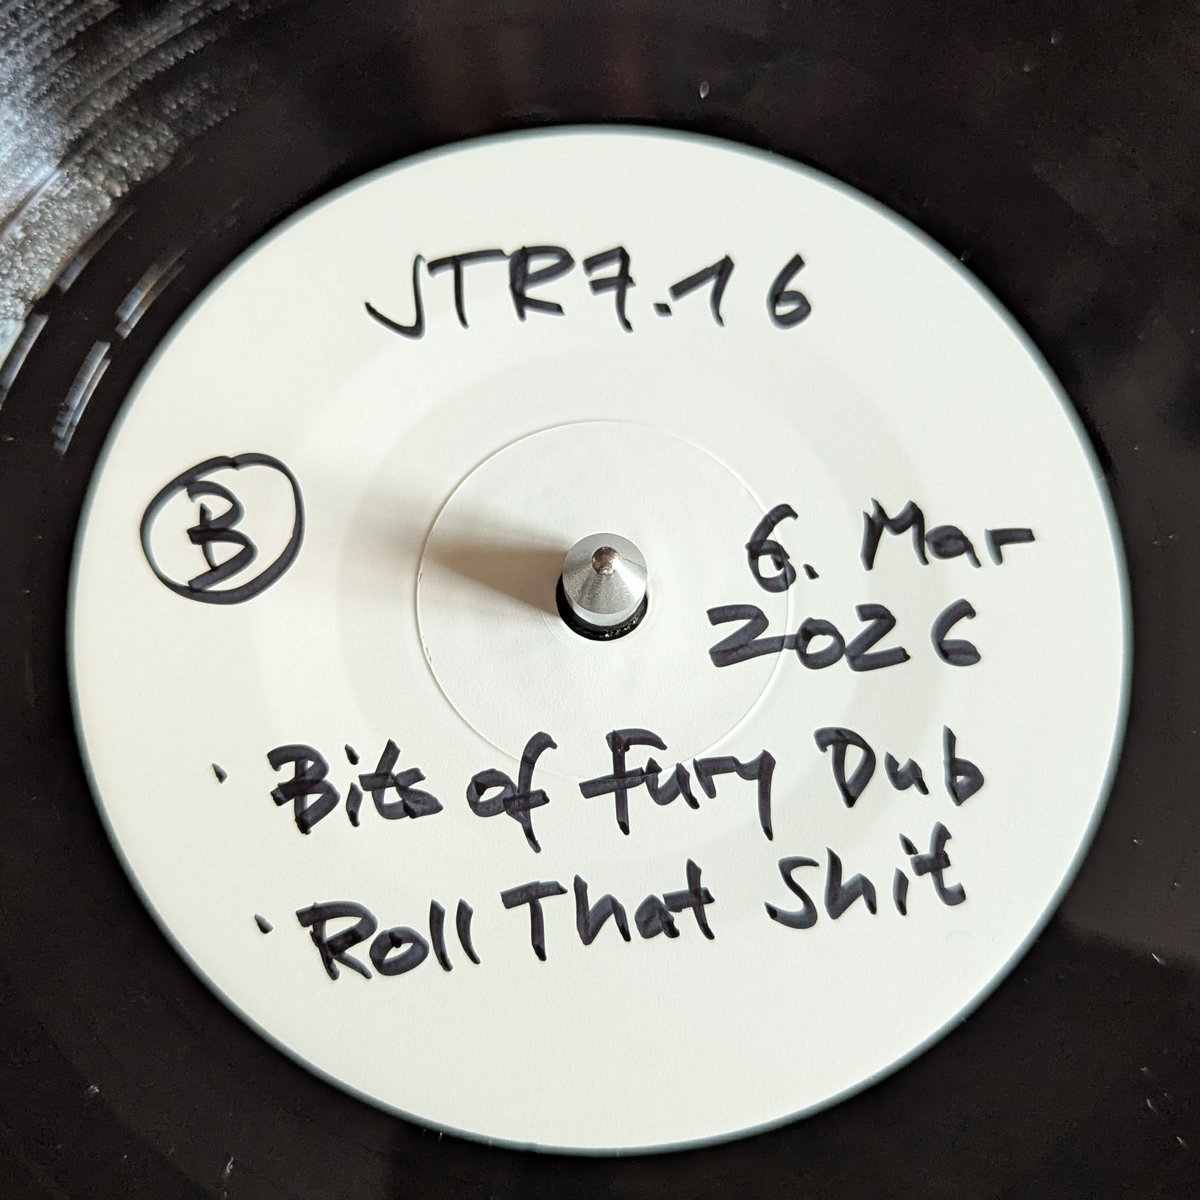 JTR7.16
B
6. Mar
2026
· Bits of Fury Dub
· Roll That Shit